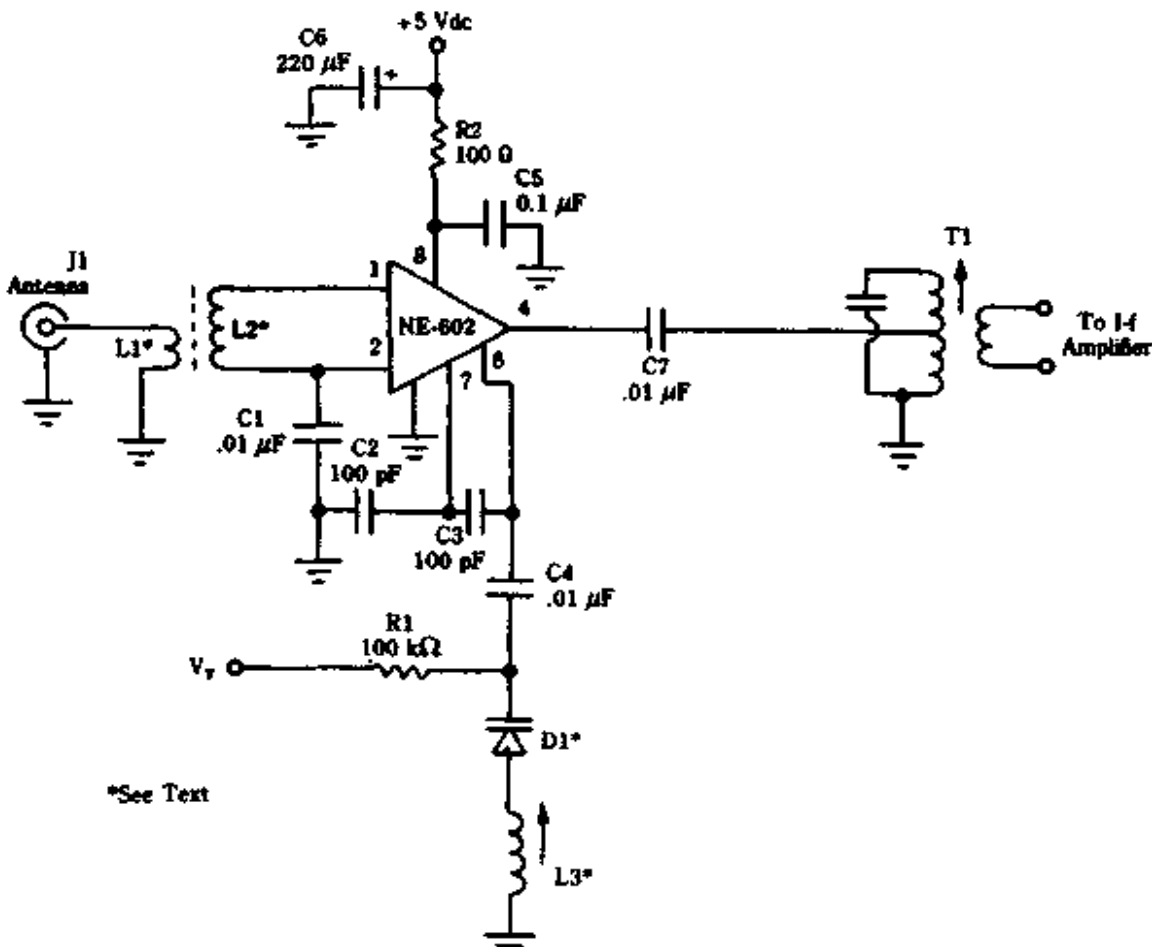 +5 Vdc
C6
220 μF
+
R2
100 Ω
C5
0.1 μF
J1
Antenna
L1*
L2*
1
2
8
NE-602
4
6
7
C7
.01 μF
T1
To I-f
Amplifier
C1
.01 μF
C2
100 pF
C3
100 pF
C4
.01 μF
R1
100 kΩ
D1*
*See Text
L3*